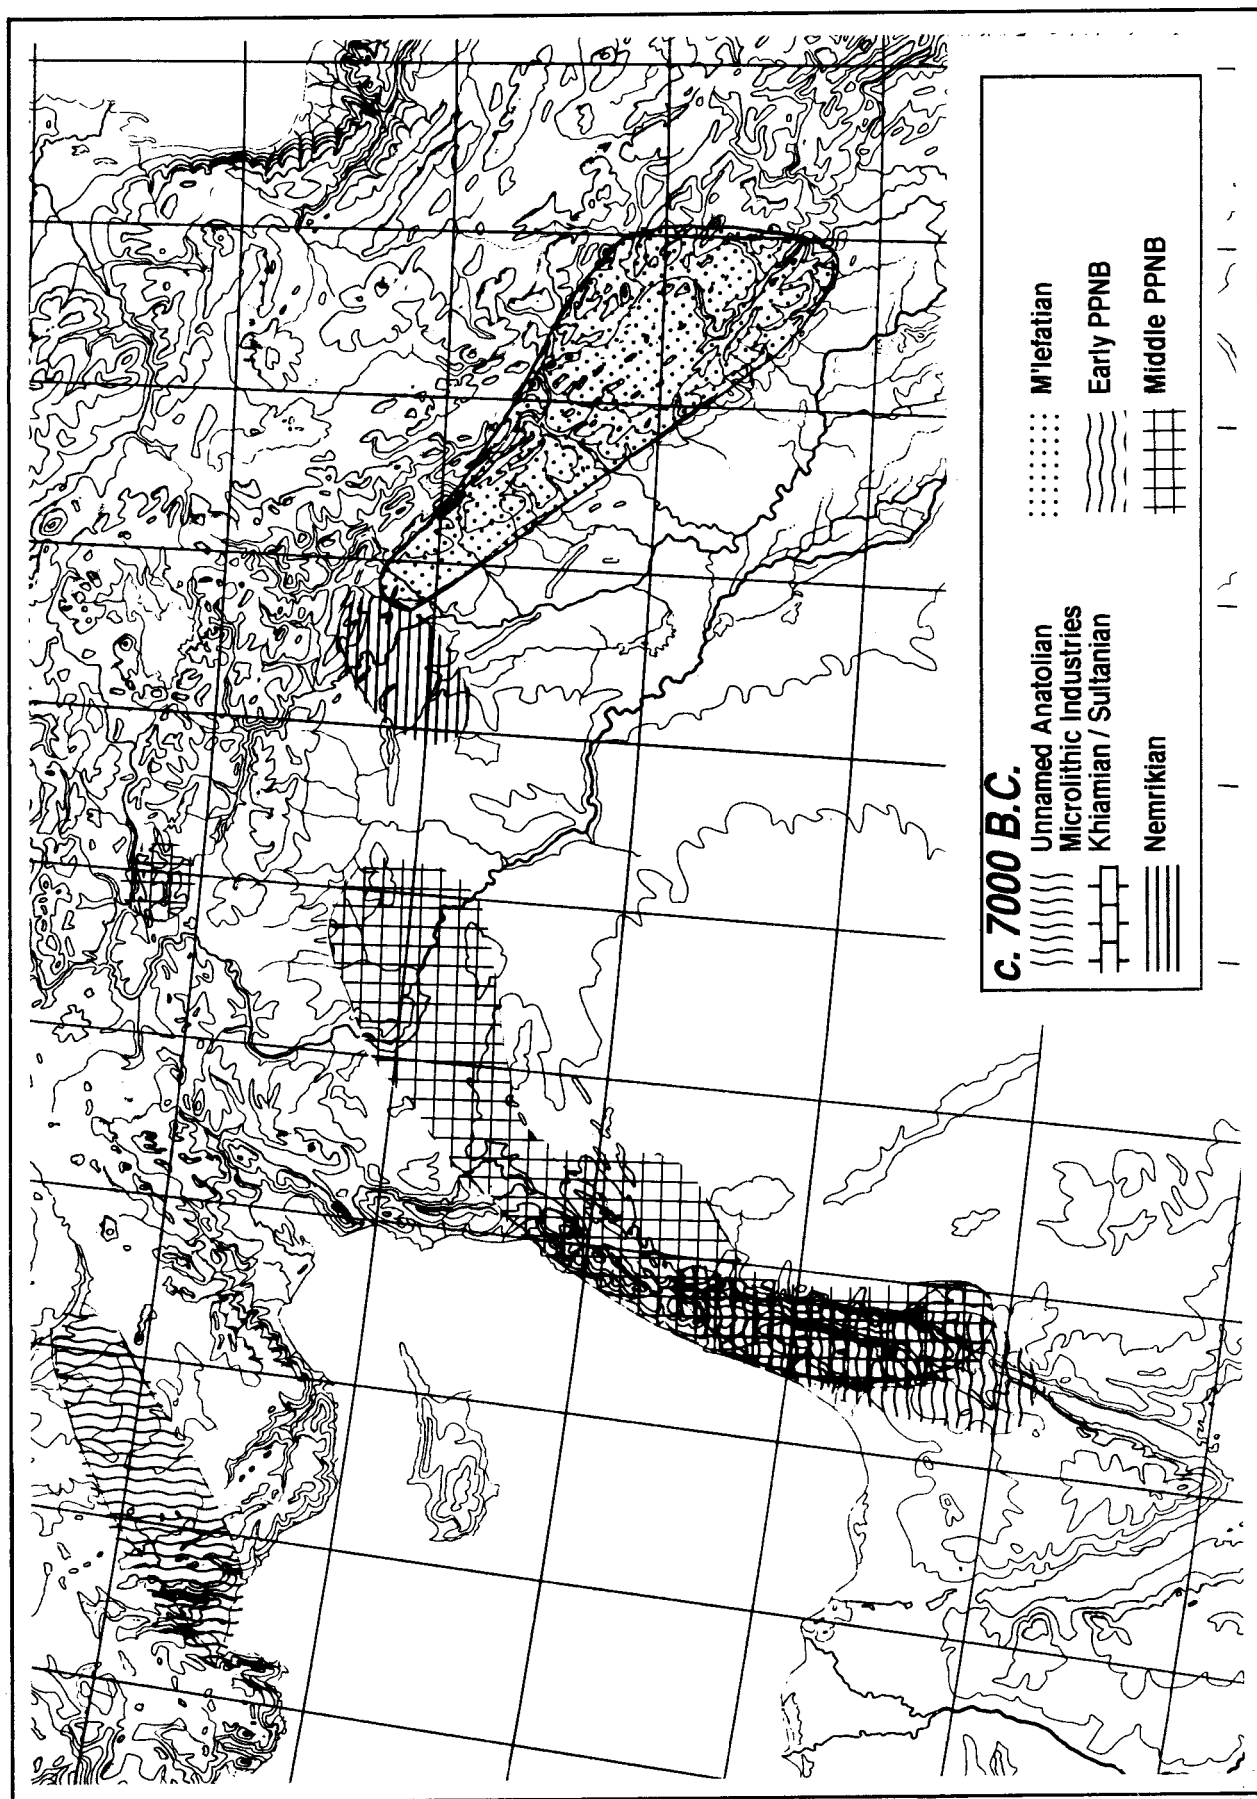 c. 7000 B.C.
Unnamed Anatolian
Microlithic Industries
Khiamian / Sultanian
Nemrikian
M'lefatian
Early PPNB
Middle PPNB